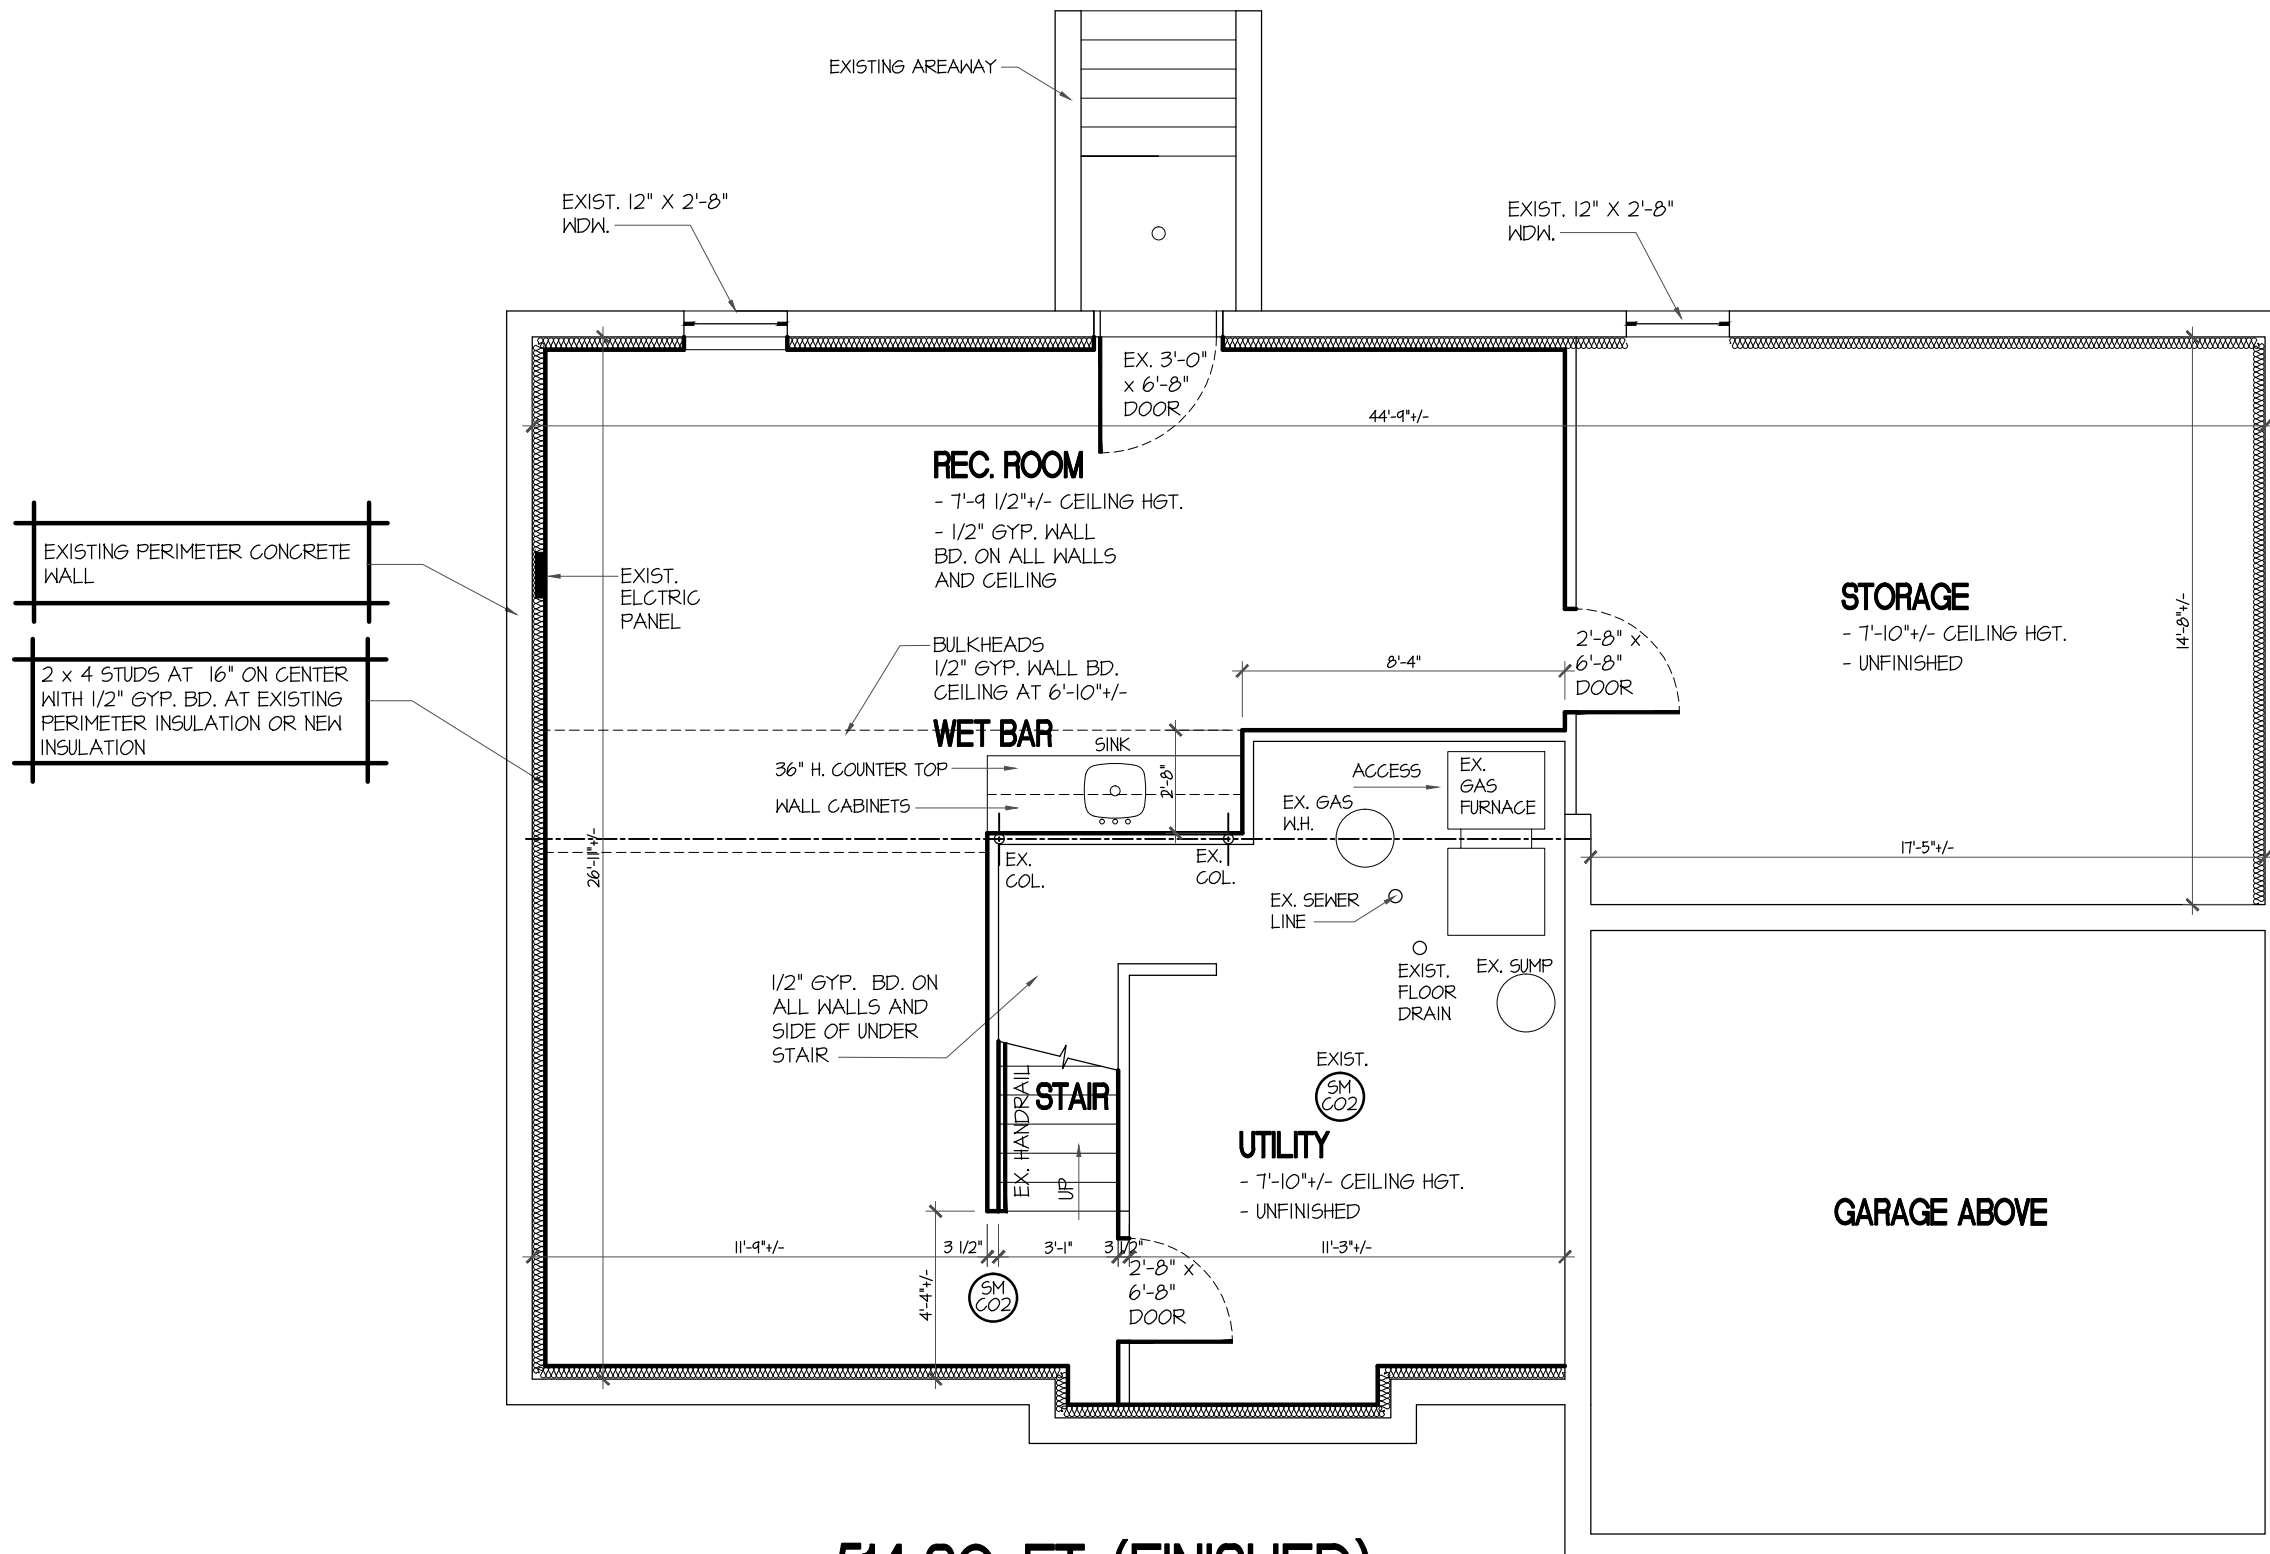 EXISTING AREAWAY
EXIST. 12" X 2'-8"
WDW.
EXIST. 12" X 2'-8"
WDW.
EX. 3'-0"
x 6'-8"
DOOR
44'-9"+/-
REC. ROOM
- 7'-9 1/2"+/- CEILING HGT.
- 1/2" GYP. WALL
BD. ON ALL WALLS
AND CEILING
EXISTING PERIMETER CONCRETE
WALL
EXIST.
ELCTRIC
PANEL
STORAGE
- 7'-10"+/- CEILING HGT.
- UNFINISHED
14'-8"+/-
2'-8" x
6'-8"
DOOR
BULKHEADS
1/2" GYP. WALL BD.
CEILING AT 6'-10"+/-
8'-4"
2 x 4 STUDS AT 16" ON CENTER
WITH 1/2" GYP. BD. AT EXISTING
PERIMETER INSULATION OR NEW
INSULATION
WET BAR
SINK
36" H. COUNTER TOP
WALL CABINETS
2'-8"
ACCESS
EX.
GAS
FURNACE
EX. GAS
W.H.
26'-11"+/-
17'-5"+/-
EX.
COL.
EX.
COL.
EX. SEWER
LINE
EXIST.
FLOOR
DRAIN
EX. SUMP
1/2" GYP. BD. ON
ALL WALLS AND
SIDE OF UNDER
STAIR
EXIST.
SM
CO2
EX. HANDRAIL
STAIR
UP
UTILITY
- 7'-10"+/- CEILING HGT.
- UNFINISHED
GARAGE ABOVE
11'-9"+/-
3 1/2"
3'-1"
3 1/2"
11'-3"+/-
4'-4"+/-
SM
CO2
2'-8" x
6'-8"
DOOR
514 SQ. FT. (FINISHED)